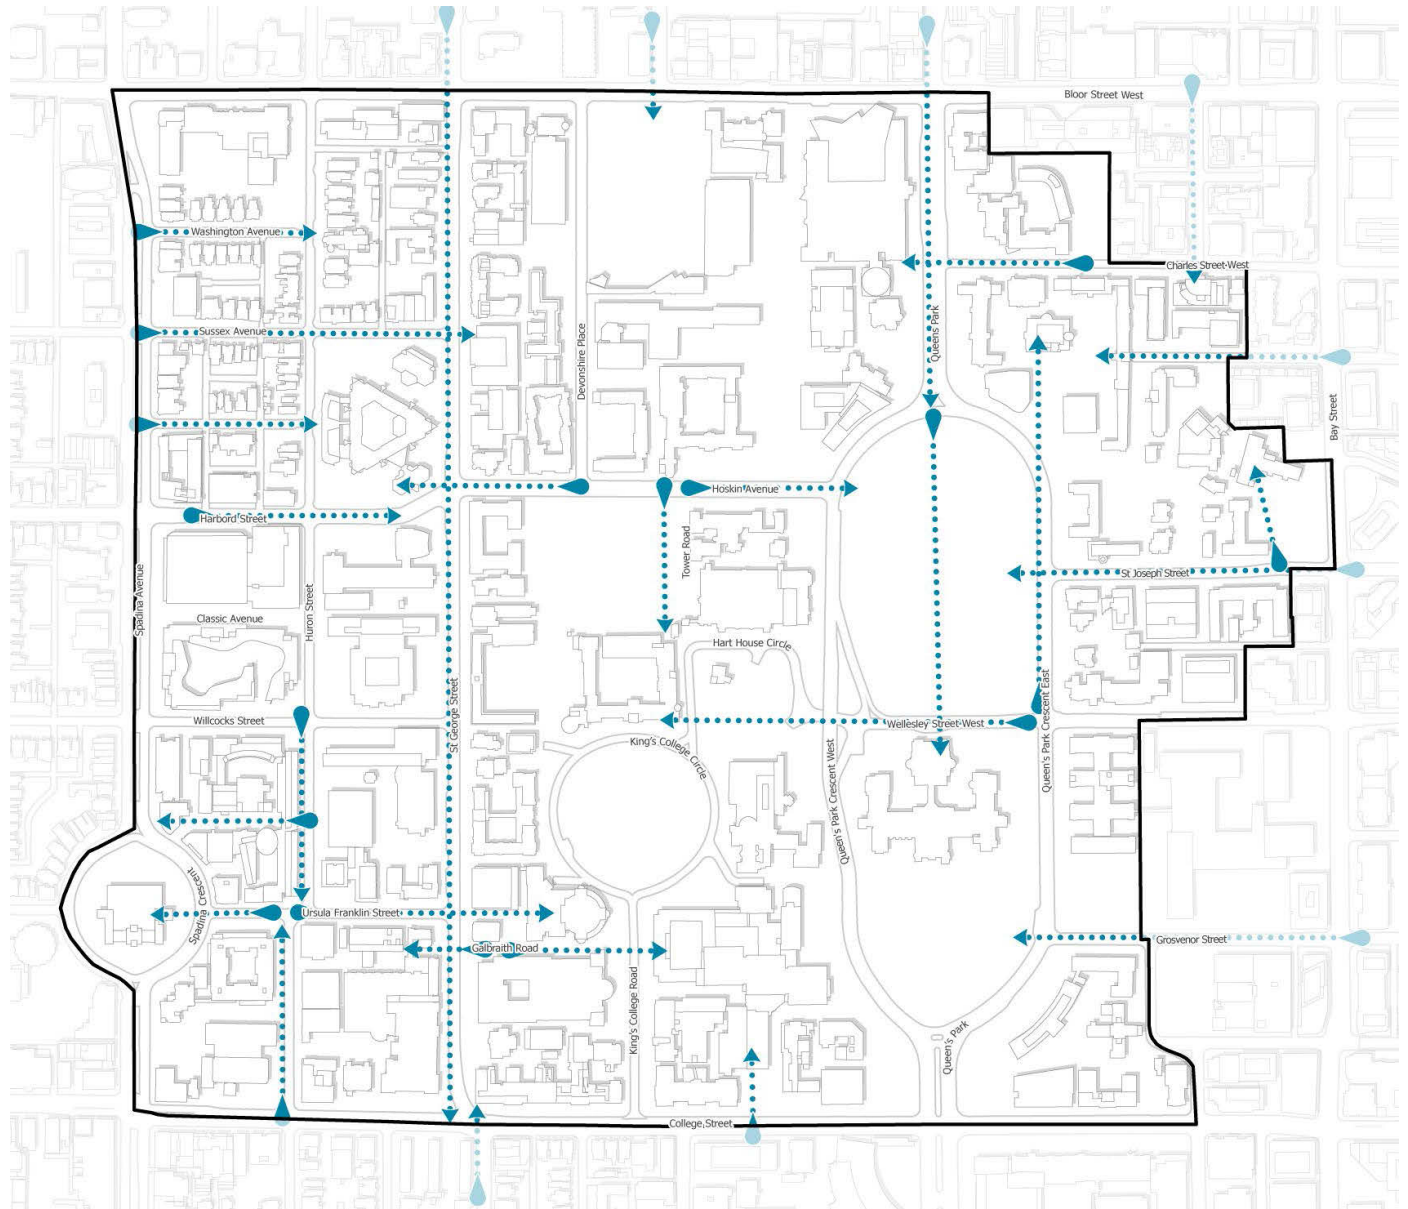 Bloor Street West
Washington Avenue
Charles Street West
Sussex Avenue
Queens Park
Devonshire Place
Bay Street
Hoskin Avenue
Harbord Street
Tower Road
St Joseph Street
Spadina Avenue
Huron Street
Classic Avenue
Hart House Circle
St George Street
Willcocks Street
Wellesley Street West
Queen's Park Crescent East
King's College Circle
Queen's Park Crescent West
Spadina Crescent
Ursula Franklin Street
Galbraith Road
Grosvenor Street
King's College Road
Queen's Park
College Street